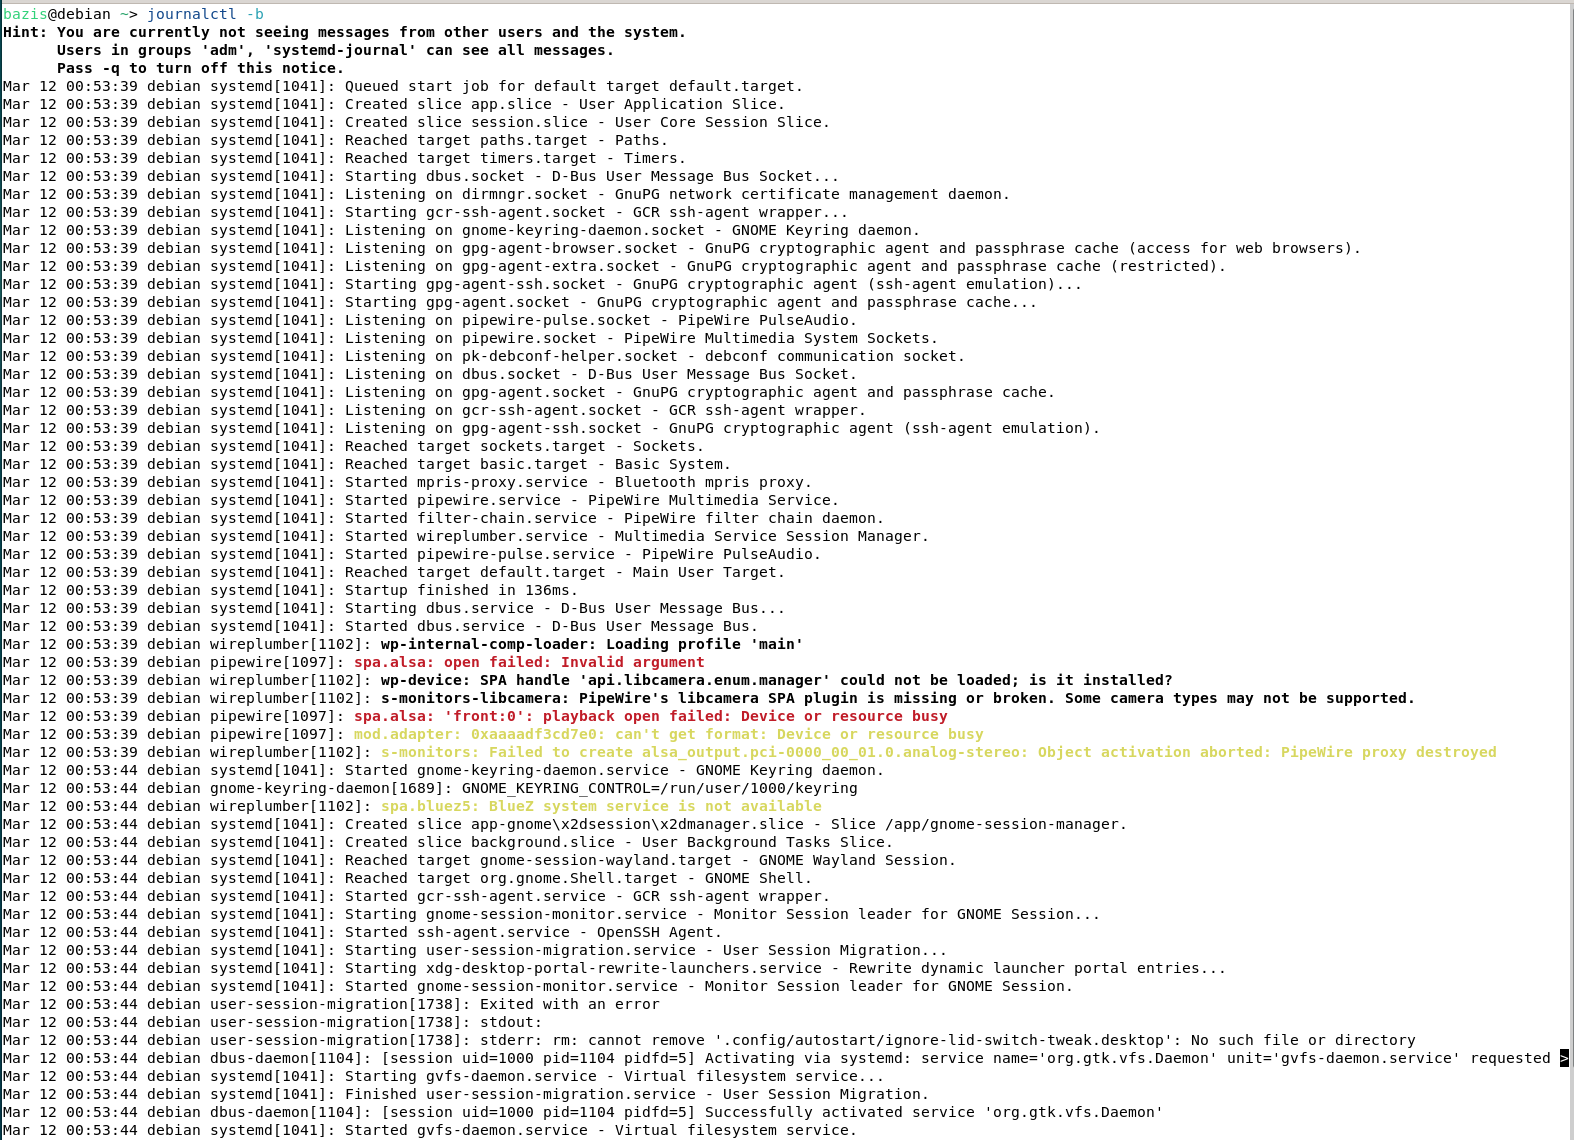 bazis@debian ~> journalctl -b
Hint: You are currently not seeing messages from other users and the system.
      Users in groups 'adm', 'systemd-journal' can see all messages.
      Pass -q to turn off this notice.
Mar 12 00:53:39 debian systemd[1041]: Queued start job for default target default.target.
Mar 12 00:53:39 debian systemd[1041]: Created slice app.slice - User Application Slice.
Mar 12 00:53:39 debian systemd[1041]: Created slice session.slice - User Core Session Slice.
Mar 12 00:53:39 debian systemd[1041]: Reached target paths.target - Paths.
Mar 12 00:53:39 debian systemd[1041]: Reached target timers.target - Timers.
Mar 12 00:53:39 debian systemd[1041]: Starting dbus.socket - D-Bus User Message Bus Socket...
Mar 12 00:53:39 debian systemd[1041]: Listening on dirmngr.socket - GnuPG network certificate management daemon.
Mar 12 00:53:39 debian systemd[1041]: Starting gcr-ssh-agent.socket - GCR ssh-agent wrapper...
Mar 12 00:53:39 debian systemd[1041]: Listening on gnome-keyring-daemon.socket - GNOME Keyring daemon.
Mar 12 00:53:39 debian systemd[1041]: Listening on gpg-agent-browser.socket - GnuPG cryptographic agent and passphrase cache (access for web browsers).
Mar 12 00:53:39 debian systemd[1041]: Listening on gpg-agent-extra.socket - GnuPG cryptographic agent and passphrase cache (restricted).
Mar 12 00:53:39 debian systemd[1041]: Starting gpg-agent-ssh.socket - GnuPG cryptographic agent (ssh-agent emulation)...
Mar 12 00:53:39 debian systemd[1041]: Starting gpg-agent.socket - GnuPG cryptographic agent and passphrase cache...
Mar 12 00:53:39 debian systemd[1041]: Listening on pipewire-pulse.socket - PipeWire PulseAudio.
Mar 12 00:53:39 debian systemd[1041]: Listening on pipewire.socket - PipeWire Multimedia System Sockets.
Mar 12 00:53:39 debian systemd[1041]: Listening on pk-debconf-helper.socket - debconf communication socket.
Mar 12 00:53:39 debian systemd[1041]: Listening on dbus.socket - D-Bus User Message Bus Socket.
Mar 12 00:53:39 debian systemd[1041]: Listening on gpg-agent.socket - GnuPG cryptographic agent and passphrase cache.
Mar 12 00:53:39 debian systemd[1041]: Listening on gcr-ssh-agent.socket - GCR ssh-agent wrapper.
Mar 12 00:53:39 debian systemd[1041]: Listening on gpg-agent-ssh.socket - GnuPG cryptographic agent (ssh-agent emulation).
Mar 12 00:53:39 debian systemd[1041]: Reached target sockets.target - Sockets.
Mar 12 00:53:39 debian systemd[1041]: Reached target basic.target - Basic System.
Mar 12 00:53:39 debian systemd[1041]: Started mpris-proxy.service - Bluetooth mpris proxy.
Mar 12 00:53:39 debian systemd[1041]: Started pipewire.service - PipeWire Multimedia Service.
Mar 12 00:53:39 debian systemd[1041]: Started filter-chain.service - PipeWire filter chain daemon.
Mar 12 00:53:39 debian systemd[1041]: Started wireplumber.service - Multimedia Service Session Manager.
Mar 12 00:53:39 debian systemd[1041]: Started pipewire-pulse.service - PipeWire PulseAudio.
Mar 12 00:53:39 debian systemd[1041]: Reached target default.target - Main User Target.
Mar 12 00:53:39 debian systemd[1041]: Startup finished in 136ms.
Mar 12 00:53:39 debian systemd[1041]: Starting dbus.service - D-Bus User Message Bus...
Mar 12 00:53:39 debian systemd[1041]: Started dbus.service - D-Bus User Message Bus.
Mar 12 00:53:39 debian wireplumber[1102]: wp-internal-comp-loader: Loading profile 'main'
Mar 12 00:53:39 debian pipewire[1097]: spa.alsa: open failed: Invalid argument
Mar 12 00:53:39 debian wireplumber[1102]: wp-device: SPA handle 'api.libcamera.enum.manager' could not be loaded; is it installed?
Mar 12 00:53:39 debian wireplumber[1102]: s-monitors-libcamera: PipeWire's libcamera SPA plugin is missing or broken. Some camera types may not be supported.
Mar 12 00:53:39 debian pipewire[1097]: spa.alsa: 'front:0': playback open failed: Device or resource busy
Mar 12 00:53:39 debian pipewire[1097]: mod.adapter: 0xaaaadf3cd7e0: can't get format: Device or resource busy
Mar 12 00:53:39 debian wireplumber[1102]: s-monitors: Failed to create alsa_output.pci-0000_00_01.0.analog-stereo: Object activation aborted: PipeWire proxy destroyed
Mar 12 00:53:44 debian systemd[1041]: Started gnome-keyring-daemon.service - GNOME Keyring daemon.
Mar 12 00:53:44 debian gnome-keyring-daemon[1689]: GNOME_KEYRING_CONTROL=/run/user/1000/keyring
Mar 12 00:53:44 debian wireplumber[1102]: spa.bluez5: BlueZ system service is not available
Mar 12 00:53:44 debian systemd[1041]: Created slice app-gnome\x2dsession\x2dmanager.slice - Slice /app/gnome-session-manager.
Mar 12 00:53:44 debian systemd[1041]: Created slice background.slice - User Background Tasks Slice.
Mar 12 00:53:44 debian systemd[1041]: Reached target gnome-session-wayland.target - GNOME Wayland Session.
Mar 12 00:53:44 debian systemd[1041]: Reached target org.gnome.Shell.target - GNOME Shell.
Mar 12 00:53:44 debian systemd[1041]: Started gcr-ssh-agent.service - GCR ssh-agent wrapper.
Mar 12 00:53:44 debian systemd[1041]: Starting gnome-session-monitor.service - Monitor Session leader for GNOME Session...
Mar 12 00:53:44 debian systemd[1041]: Started ssh-agent.service - OpenSSH Agent.
Mar 12 00:53:44 debian systemd[1041]: Starting user-session-migration.service - User Session Migration...
Mar 12 00:53:44 debian systemd[1041]: Starting xdg-desktop-portal-rewrite-launchers.service - Rewrite dynamic launcher portal entries...
Mar 12 00:53:44 debian systemd[1041]: Started gnome-session-monitor.service - Monitor Session leader for GNOME Session.
Mar 12 00:53:44 debian user-session-migration[1738]: Exited with an error
Mar 12 00:53:44 debian user-session-migration[1738]: stdout:
Mar 12 00:53:44 debian user-session-migration[1738]: stderr: rm: cannot remove '.config/autostart/ignore-lid-switch-tweak.desktop': No such file or directory
Mar 12 00:53:44 debian dbus-daemon[1104]: [session uid=1000 pid=1104 pidfd=5] Activating via systemd: service name='org.gtk.vfs.Daemon' unit='gvfs-daemon.service' requested >
Mar 12 00:53:44 debian systemd[1041]: Starting gvfs-daemon.service - Virtual filesystem service...
Mar 12 00:53:44 debian systemd[1041]: Finished user-session-migration.service - User Session Migration.
Mar 12 00:53:44 debian dbus-daemon[1104]: [session uid=1000 pid=1104 pidfd=5] Successfully activated service 'org.gtk.vfs.Daemon'
Mar 12 00:53:44 debian systemd[1041]: Started gvfs-daemon.service - Virtual filesystem service.